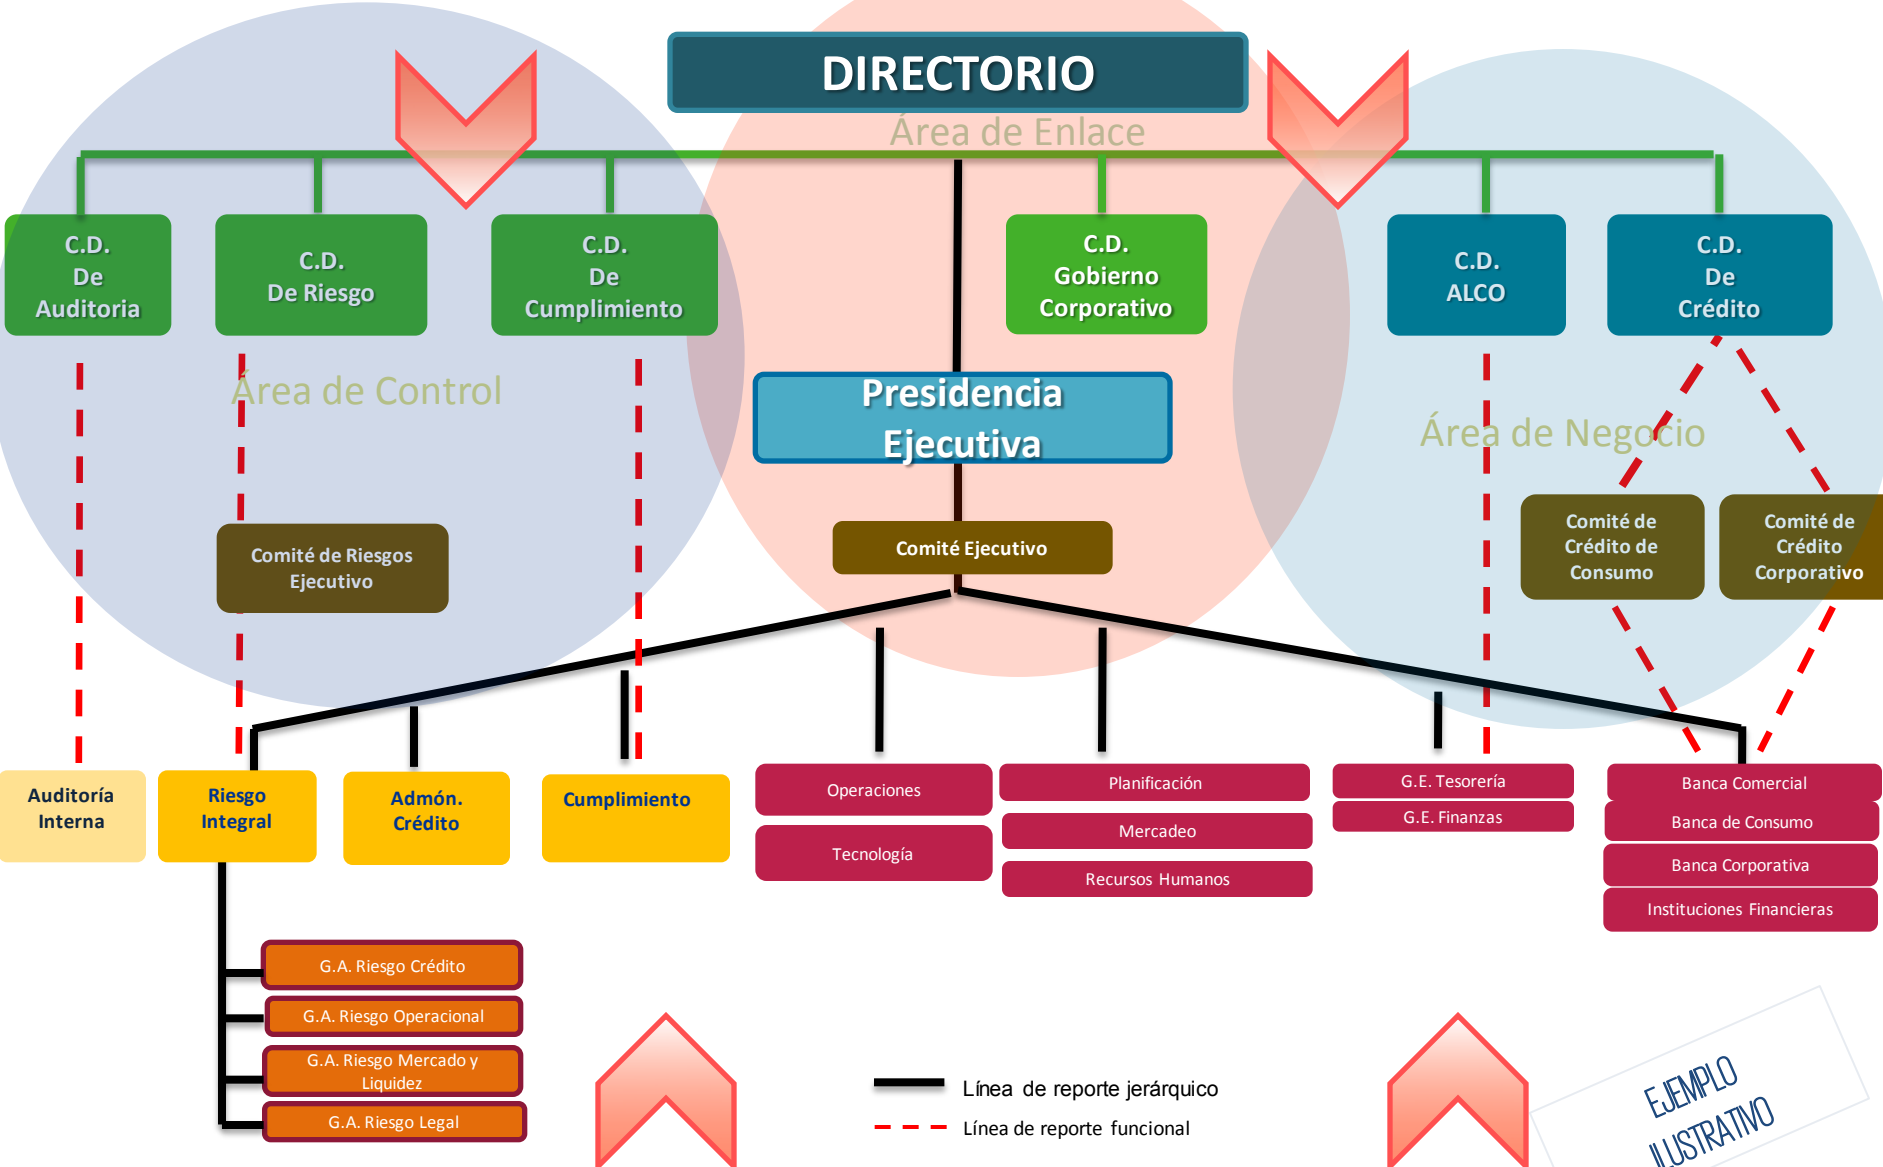 DIRECTORIO
Área de Enlace
C.D.
De
Auditoria
C.D.
De Riesgo
C.D.
De
Cumplimiento
C.D.
Gobierno
Corporativo
C.D.
ALCO
C.D.
De
Crédito
Área de Control
Presidencia
Ejecutiva
Área de Negocio
Comité de Riesgos
Ejecutivo
Comité Ejecutivo
Comité de
Crédito de
Consumo
Comité de
Crédito
Corporativo
Auditoría
Interna
Riesgo
Integral
Admón.
Crédito
Cumplimiento
Operaciones
Tecnología
Planificación
Mercadeo
Recursos Humanos
G.E. Tesorería
G.E. Finanzas
Banca Comercial
Banca de Consumo
Banca Corporativa
Instituciones Financieras
G.A. Riesgo Crédito
G.A. Riesgo Operacional
G.A. Riesgo Mercado y
Liquidez
G.A. Riesgo Legal
Línea de reporte jerárquico
Línea de reporte funcional
EJEMPLO
ILUSTRATIVO